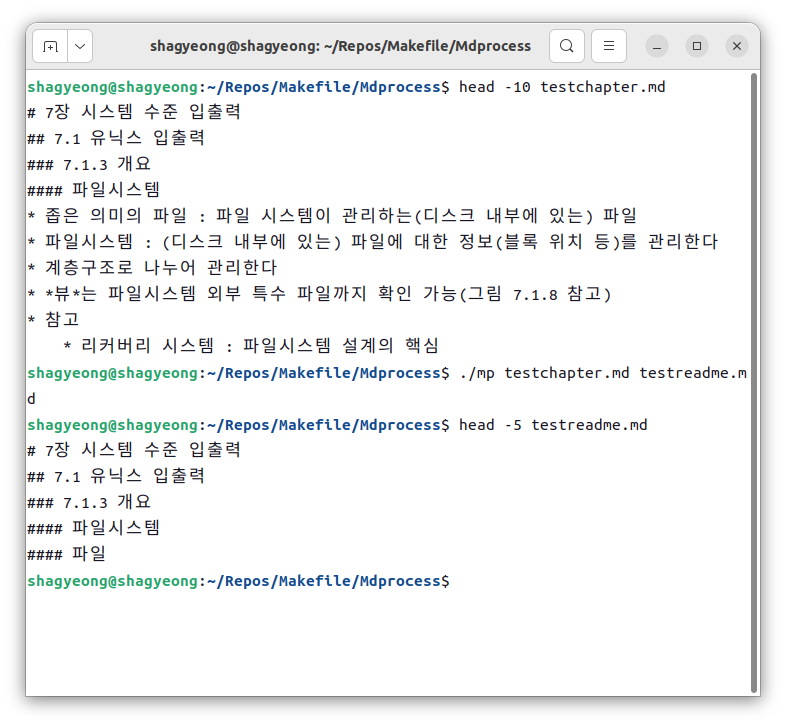 shagyeong@shagyeong: ~/Repos/Makefile/Mdprocess
shagyeong@shagyeong:~/Repos/Makefile/Mdprocess$ head -10 testchapter.md
# 7장 시스템 수준 입출력
## 7.1 유닉스 입출력
### 7.1.3 개요
#### 파일시스템
* 좁은 의미의 파일 : 파일 시스템이 관리하는(디스크 내부에 있는) 파일
* 파일시스템 : (디스크 내부에 있는) 파일에 대한 정보(블록 위치 등)를 관리한다
* 계층구조로 나누어 관리한다
* *뷰*는 파일시스템 외부 특수 파일까지 확인 가능(그림 7.1.8 참고)
* 참고
    * 리커버리 시스템 : 파일시스템 설계의 핵심
shagyeong@shagyeong:~/Repos/Makefile/Mdprocess$ ./mp testchapter.md testreadme.m
d
shagyeong@shagyeong:~/Repos/Makefile/Mdprocess$ head -5 testreadme.md
# 7장 시스템 수준 입출력
## 7.1 유닉스 입출력
### 7.1.3 개요
#### 파일시스템
#### 파일
shagyeong@shagyeong:~/Repos/Makefile/Mdprocess$